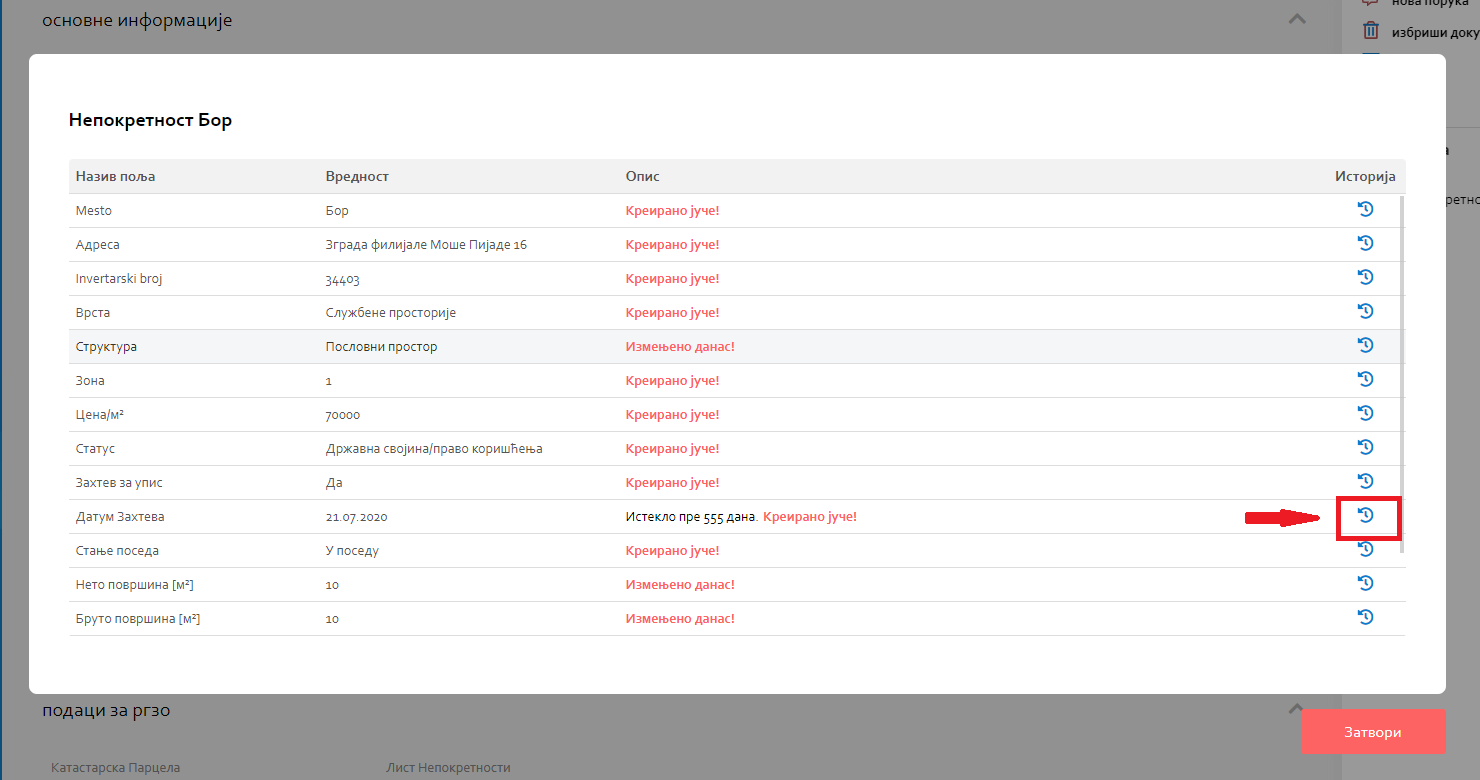 основне информације
нова порука
избриши доку
Непокретност Бор
Назив поља Вредност Опис Историја
Mesto Бор Креирано јуче!
Адреса Зграда филијале Моше Пијаде 16 Креирано јуче!
Invertarski broj 34403 Креирано јуче!
Врста Службене просторије Креирано јуче!
Структура Пословни простор Измењено данас!
Зона 1 Креирано јуче!
Цена/м² 70000 Креирано јуче!
Статус Државна својина/право коришћења Креирано јуче!
Захтев за упис Да Креирано јуче!
Датум Захтева 21.07.2020 Истекло пре 555 дана. Креирано јуче!
Стање поседа У поседу Креирано јуче!
Нето површина [м²] 10 Измењено данас!
Бруто површина [м²] 10 Измењено данас!
подаци за ргзо
Затвори
Катастарска Парцела Лист Непокретности